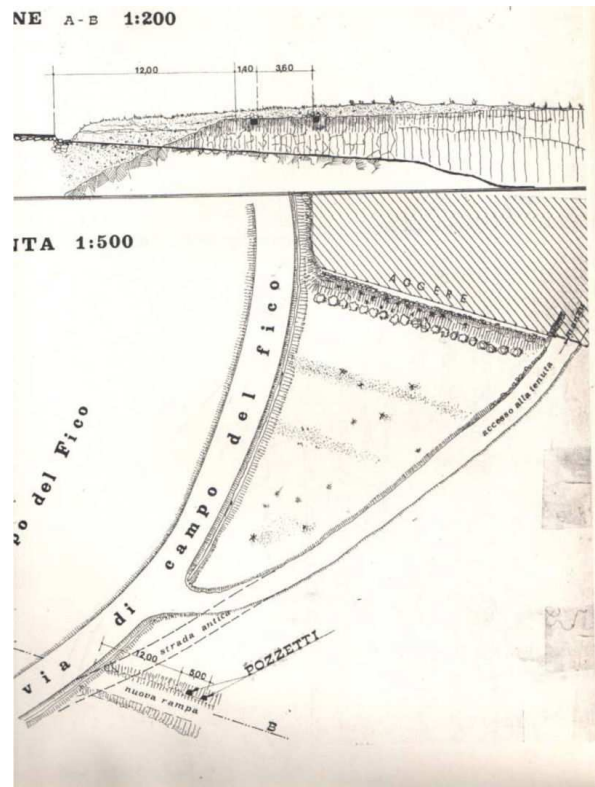 NE A-B 1:200
12,00 1,40 3,60
NTA 1:500
AGGERE
accesso alla tenuta
via di campo del fico
po del Fico
strada antica
12,00 5,00
POZZETTI
nuova rampa
B